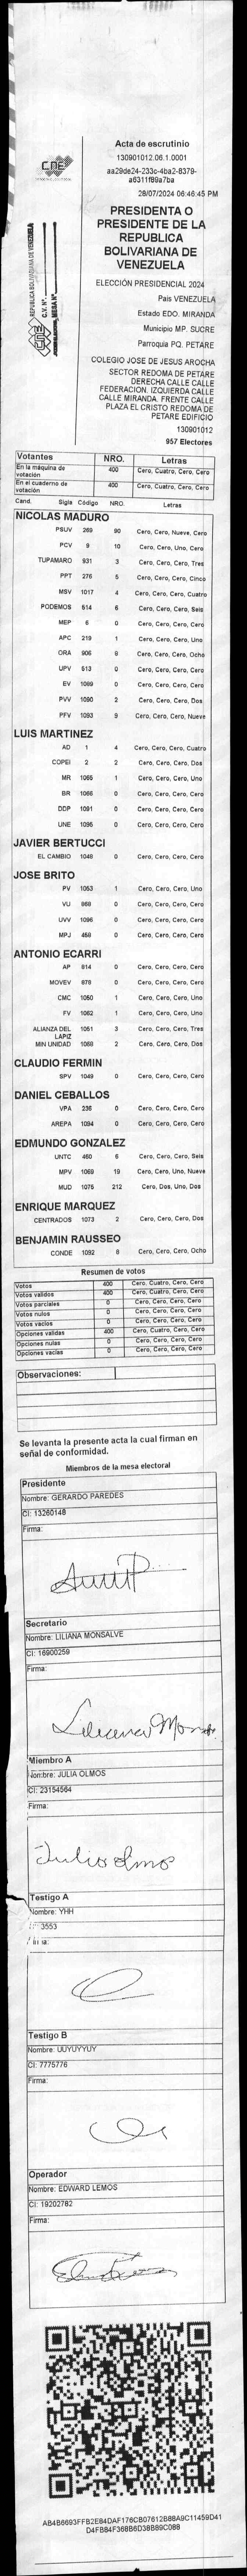 Acta de escrutinio
130901012.06.1.0001
aa29de24-233c-4ba2-8379-
a6311f89a7ba
28/07/2024 06:46:45 PM
CNE
REPUBLICA BOLIVARIANA DE VENEZUELA
CNE
C.V. N°
MESA N°
PRESIDENTA O
PRESIDENTE DE LA
REPUBLICA
BOLIVARIANA DE
VENEZUELA
ELECCIÓN PRESIDENCIAL 2024
País VENEZUELA
Estado EDO. MIRANDA
Municipio MP. SUCRE
Parroquia PQ. PETARE
COLEGIO JOSE DE JESUS AROCHA
SECTOR REDOMA DE PETARE
DERECHA CALLE CALLE
FEDERACION. IZQUIERDA CALLE
CALLE MIRANDA. FRENTE CALLE
PLAZA EL CRISTO REDOMA DE
PETARE EDIFICIO
130901012
957 Electores
Votantes NRO. Letras
En la máquina de votación 400 Cero, Cuatro, Cero, Cero
En el cuaderno de votación 400 Cero, Cuatro, Cero, Cero
Cand. Sigla Código NRO. Letras
NICOLAS MADURO
PSUV 269 90 Cero, Cero, Nueve, Cero
PCV 9 10 Cero, Cero, Uno, Cero
TUPAMARO 931 3 Cero, Cero, Cero, Tres
PPT 276 5 Cero, Cero, Cero, Cinco
MSV 1017 4 Cero, Cero, Cero, Cuatro
PODEMOS 514 6 Cero, Cero, Cero, Seis
MEP 6 0 Cero, Cero, Cero, Cero
APC 219 1 Cero, Cero, Cero, Uno
ORA 906 8 Cero, Cero, Cero, Ocho
UPV 513 0 Cero, Cero, Cero, Cero
EV 1089 0 Cero, Cero, Cero, Cero
PVV 1090 2 Cero, Cero, Cero, Dos
PFV 1093 9 Cero, Cero, Cero, Nueve
LUIS MARTINEZ
AD 1 4 Cero, Cero, Cero, Cuatro
COPEI 2 2 Cero, Cero, Cero, Dos
MR 1065 1 Cero, Cero, Cero, Uno
BR 1066 0 Cero, Cero, Cero, Cero
DDP 1091 0 Cero, Cero, Cero, Cero
UNE 1095 0 Cero, Cero, Cero, Cero
JAVIER BERTUCCI
EL CAMBIO 1048 0 Cero, Cero, Cero, Cero
JOSE BRITO
PV 1053 1 Cero, Cero, Cero, Uno
VU 868 0 Cero, Cero, Cero, Cero
UVV 1096 0 Cero, Cero, Cero, Cero
MPJ 458 0 Cero, Cero, Cero, Cero
ANTONIO ECARRI
AP 814 0 Cero, Cero, Cero, Cero
MOVEV 878 0 Cero, Cero, Cero, Cero
CMC 1050 1 Cero, Cero, Cero, Uno
FV 1062 1 Cero, Cero, Cero, Uno
ALIANZA DEL LAPIZ 1051 3 Cero, Cero, Cero, Tres
MIN UNIDAD 1068 2 Cero, Cero, Cero, Dos
CLAUDIO FERMIN
SPV 1049 0 Cero, Cero, Cero, Cero
DANIEL CEBALLOS
VPA 236 0 Cero, Cero, Cero, Cero
AREPA 1094 0 Cero, Cero, Cero, Cero
EDMUNDO GONZALEZ
UNTC 460 6 Cero, Cero, Cero, Seis
MPV 1069 19 Cero, Cero, Uno, Nueve
MUD 1075 212 Cero, Dos, Uno, Dos
ENRIQUE MARQUEZ
CENTRADOS 1073 2 Cero, Cero, Cero, Dos
BENJAMIN RAUSSEO
CONDE 1092 8 Cero, Cero, Cero, Ocho
Resumen de votos
Votos 400 Cero, Cuatro, Cero, Cero
Votos validos 400 Cero, Cuatro, Cero, Cero
Votos parciales 0 Cero, Cero, Cero, Cero
Votos nulos 0 Cero, Cero, Cero, Cero
Votos vacios 0 Cero, Cero, Cero, Cero
Opciones validas 400 Cero, Cuatro, Cero, Cero
Opciones nulas 0 Cero, Cero, Cero, Cero
Opciones vacias 0 Cero, Cero, Cero, Cero
Observaciones:
Se levanta la presente acta la cual firman en
señal de conformidad.
Miembros de la mesa electoral
Presidente
Nombre: GERARDO PAREDES
CI: 13260148
Firma:
Secretario
Nombre: LILIANA MONSALVE
CI: 16900259
Firma:
Miembro A
Nombre: JULIA OLMOS
CI: 23154564
Firma:
Julia olmos
Testigo A
Nombre: YHH
3553
Testigo B
Nombre: UUYUYYUY
CI: 7775776
Firma:
Operador
Nombre: EDWARD LEMOS
CI: 19202782
Firma:
AB4B6693FFB2E84DAF176CB07612B88A9C11459D41
D4FB84F368B6D38B89C088